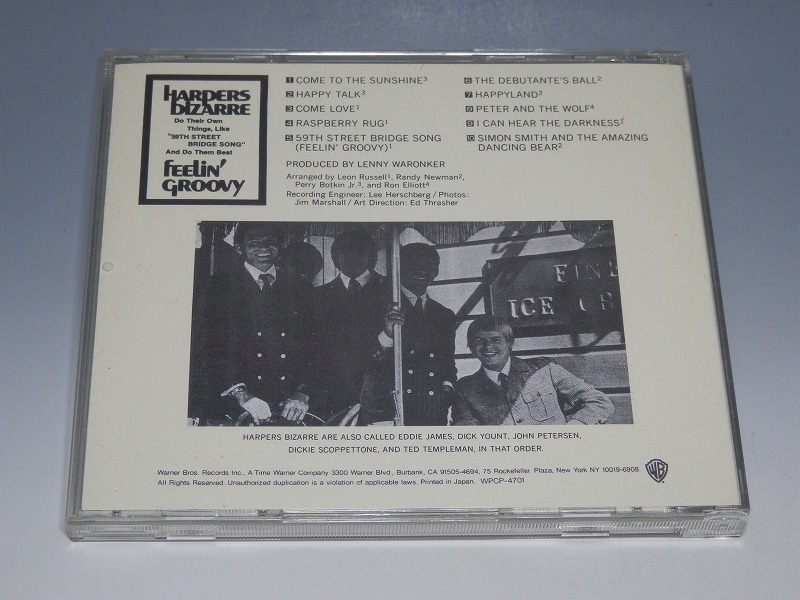 HARPERS
BIZARRE
Do Their Own
Things, Like
"59TH STREET
BRIDGE SONG"
And Do Them Best
feelin'
GROOVY
1 COME TO THE SUNSHINE³
2 HAPPY TALK³
3 COME LOVE¹
4 RASPBERRY RUG¹
5 59TH STREET BRIDGE SONG
(FEELIN' GROOVY)¹
6 THE DEBUTANTE'S BALL²
7 HAPPYLAND²
8 PETER AND THE WOLF⁴
9 I CAN HEAR THE DARKNESS¹
10 SIMON SMITH AND THE AMAZING
DANCING BEAR²
PRODUCED BY LENNY WARONKER
Arranged by Leon Russell¹, Randy Newman²,
Perry Botkin Jr.³, and Ron Elliott⁴
Recording Engineer: Lee Herschberg / Photos:
Jim Marshall / Art Direction: Ed Thrasher
FINE
ICE CR
HARPERS BIZARRE ARE ALSO CALLED EDDIE JAMES, DICK YOUNT, JOHN PETERSEN,
DICKIE SCOPPETTONE, AND TED TEMPLEMAN, IN THAT ORDER.
Warner Bros. Records Inc., A Time Warner Company 3300 Warner Blvd., Burbank, CA 91505-4694, 75 Rockefeller Plaza, New York NY 10019-6908.
All Rights Reserved. Unauthorized duplication is a violation of applicable laws. Printed in Japan. WPCP-4701
WB